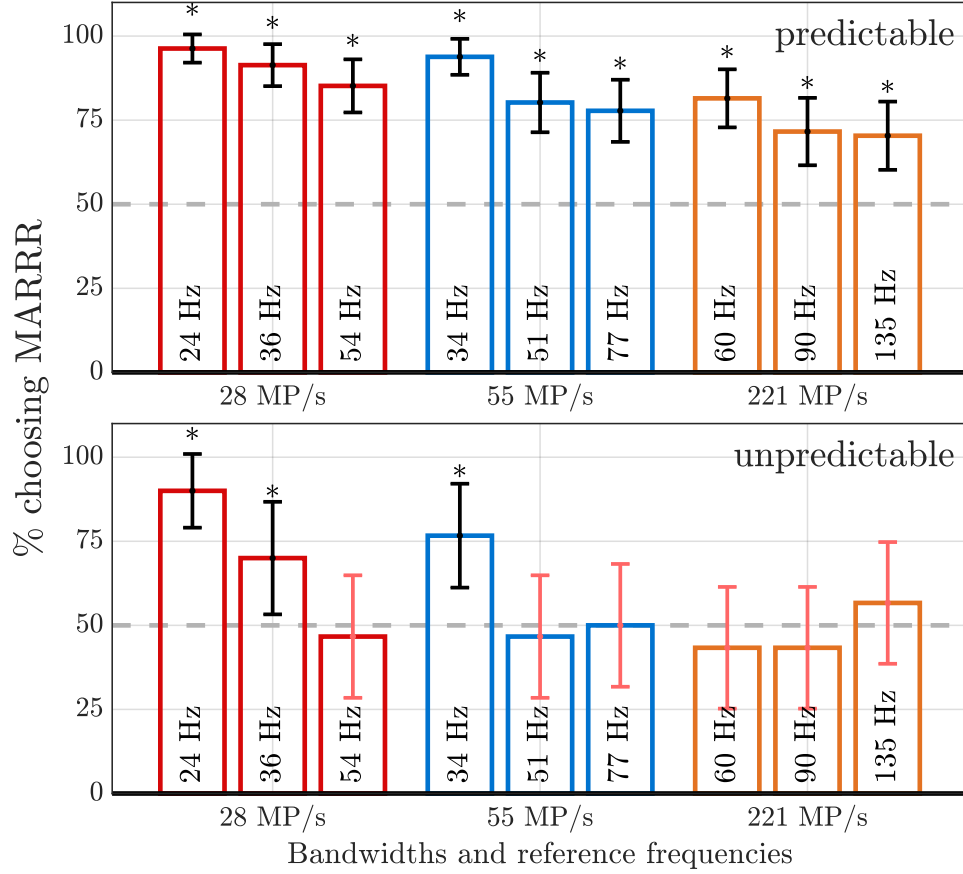 % choosing MARRR
predictable
100
75
50
25
0
* * * * * * * * *
24 Hz
36 Hz
54 Hz
34 Hz
51 Hz
77 Hz
60 Hz
90 Hz
135 Hz
28 MP/s
55 MP/s
221 MP/s
unpredictable
100
75
50
25
0
* * *
24 Hz
36 Hz
54 Hz
34 Hz
51 Hz
77 Hz
60 Hz
90 Hz
135 Hz
28 MP/s
55 MP/s
221 MP/s
Bandwidths and reference frequencies